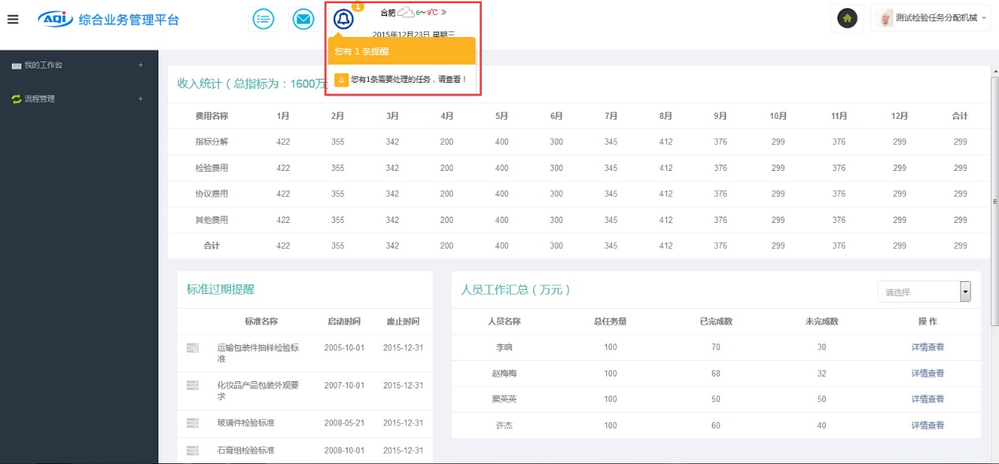 AQI 综合业务管理平台
1
合肥 6~9℃ »
2015年12月23日 星期三
测试检验任务分配机械
您有 1 条提醒
您有1条需要处理的任务，请查看！
我的工作台 +
流程管理 +
收入统计（总指标为：1600万
费用名称 1月 2月 3月 4月 5月 6月 7月 8月 9月 10月 11月 12月 合计
指标分解 422 355 342 200 400 300 345 412 376 299 376 299 299
检验费用 422 355 342 200 400 300 345 412 376 299 376 299 299
协议费用 422 355 342 200 400 300 345 412 376 299 376 299 299
其他费用 422 355 342 200 400 300 345 412 376 299 376 299 299
合计 422 355 342 200 400 300 345 412 376 299 376 299 299
标准过期提醒
标准名称 启动时间 废止时间
运输包装件抽样检验标准 2005-10-01 2015-12-31
化妆品产品包装外观要求 2007-10-01 2015-12-31
玻璃件检验标准 2008-05-21 2015-12-31
石膏组检验标准 2008-10-01 2015-12-31
人员工作汇总（万元）
请选择
人员名称 总任务量 已完成数 未完成数 操 作
李响 100 70 30 详情查看
赵梅梅 100 68 32 详情查看
窦英英 100 50 50 详情查看
许杰 100 60 40 详情查看